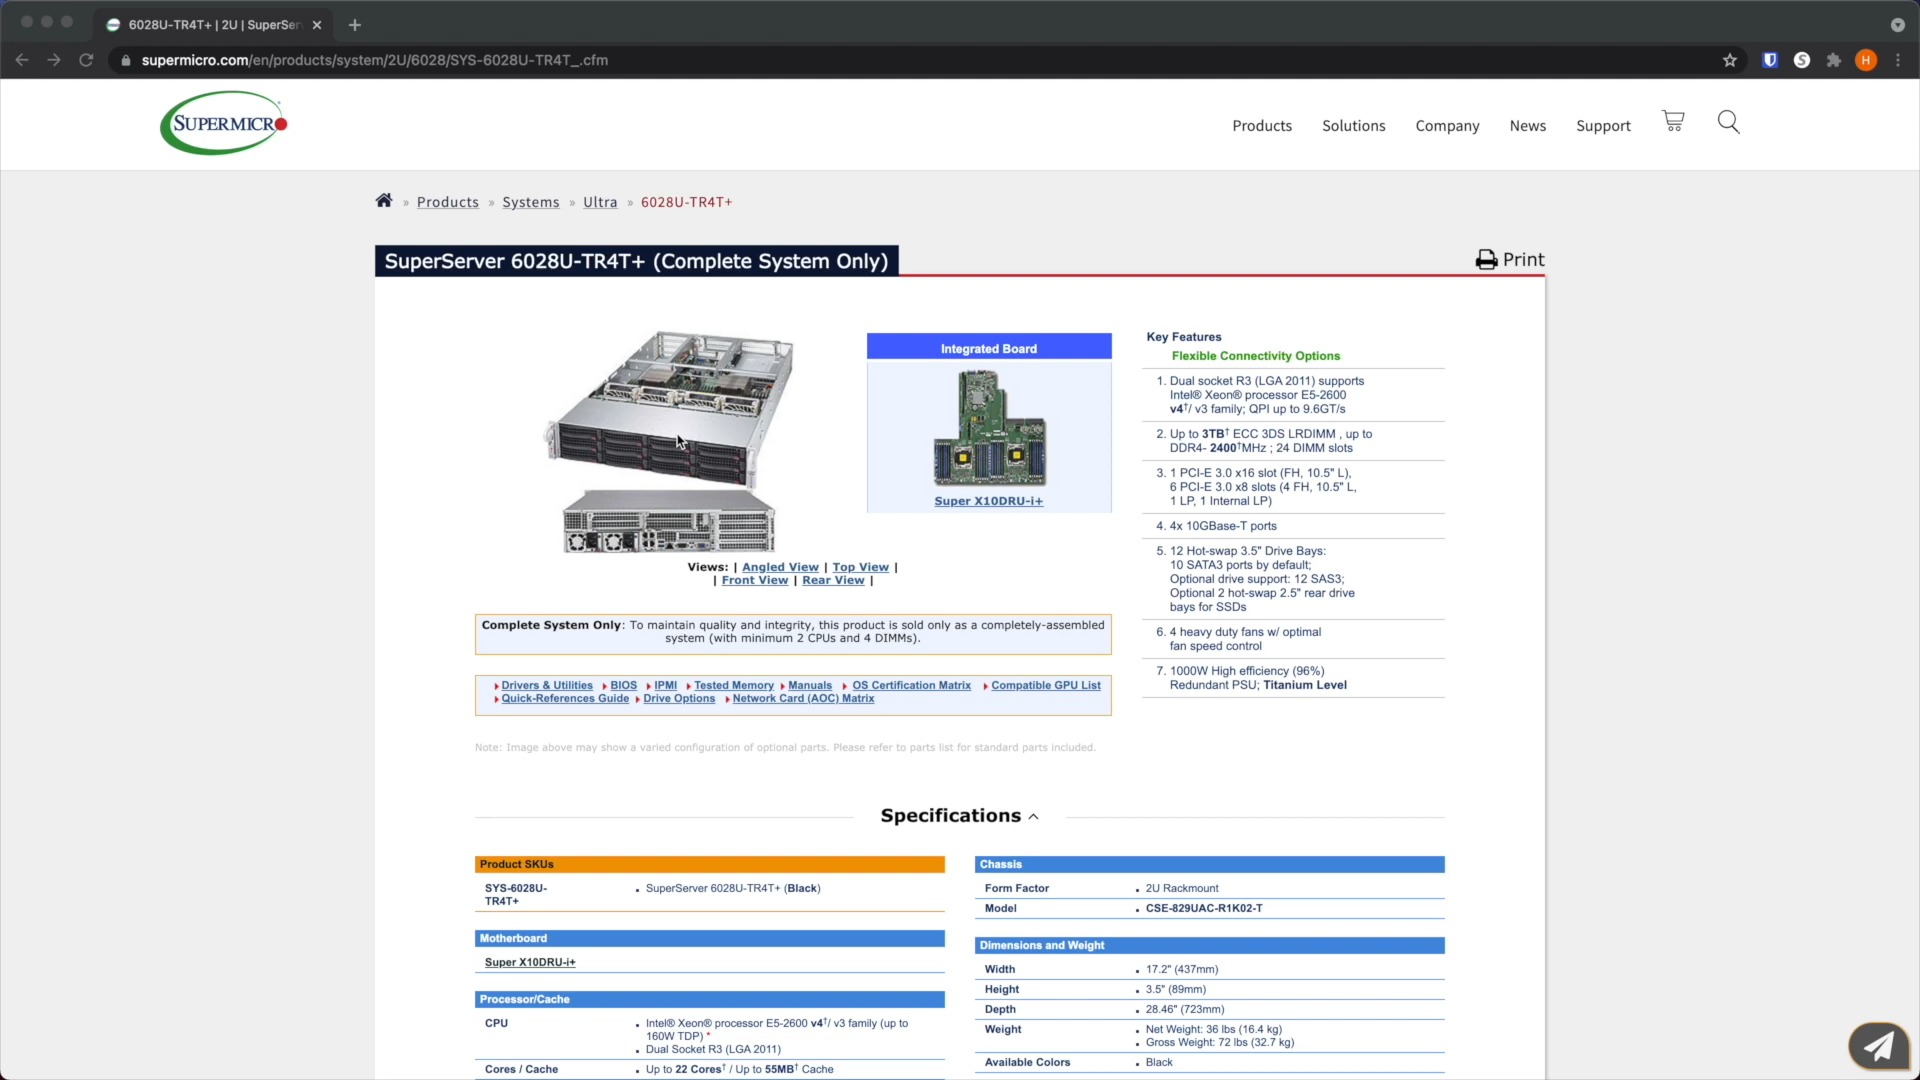 6028U-TR4T+ | 2U | SuperSer
supermicro.com/en/products/system/2U/6028/SYS-6028U-TR4T_.cfm
H
SUPERMICRO
Products
Solutions
Company
News
Support
» Products » Systems » Ultra » 6028U-TR4T+
SuperServer 6028U-TR4T+ (Complete System Only)
Print
Integrated Board
Super X10DRU-i+
Views: | Angled View | Top View |
| Front View | Rear View |
Complete System Only: To maintain quality and integrity, this product is sold only as a completely-assembled
system (with minimum 2 CPUs and 4 DIMMs).
Drivers & Utilities BIOS IPMI Tested Memory Manuals OS Certification Matrix Compatible GPU List
Quick-References Guide Drive Options Network Card (AOC) Matrix
Note: Image above may show a varied configuration of optional parts. Please refer to parts list for standard parts included.
Key Features
Flexible Connectivity Options
1. Dual socket R3 (LGA 2011) supports
Intel® Xeon® processor E5-2600
v4†/ v3 family; QPI up to 9.6GT/s
2. Up to 3TB† ECC 3DS LRDIMM , up to
DDR4- 2400†MHz ; 24 DIMM slots
3. 1 PCI-E 3.0 x16 slot (FH, 10.5" L),
6 PCI-E 3.0 x8 slots (4 FH, 10.5" L,
1 LP, 1 Internal LP)
4. 4x 10GBase-T ports
5. 12 Hot-swap 3.5" Drive Bays:
10 SATA3 ports by default;
Optional drive support: 12 SAS3;
Optional 2 hot-swap 2.5" rear drive
bays for SSDs
6. 4 heavy duty fans w/ optimal
fan speed control
7. 1000W High efficiency (96%)
Redundant PSU; Titanium Level
Specifications
Product SKUs
SYS-6028U-
TR4T+
SuperServer 6028U-TR4T+ (Black)
Motherboard
Super X10DRU-i+
Processor/Cache
CPU
Intel® Xeon® processor E5-2600 v4†/ v3 family (up to
160W TDP) *
Dual Socket R3 (LGA 2011)
Cores / Cache
Up to 22 Cores† / Up to 55MB† Cache
Chassis
Form Factor
2U Rackmount
Model
CSE-829UAC-R1K02-T
Dimensions and Weight
Width
17.2" (437mm)
Height
3.5" (89mm)
Depth
28.46" (723mm)
Weight
Net Weight: 36 lbs (16.4 kg)
Gross Weight: 72 lbs (32.7 kg)
Available Colors
Black